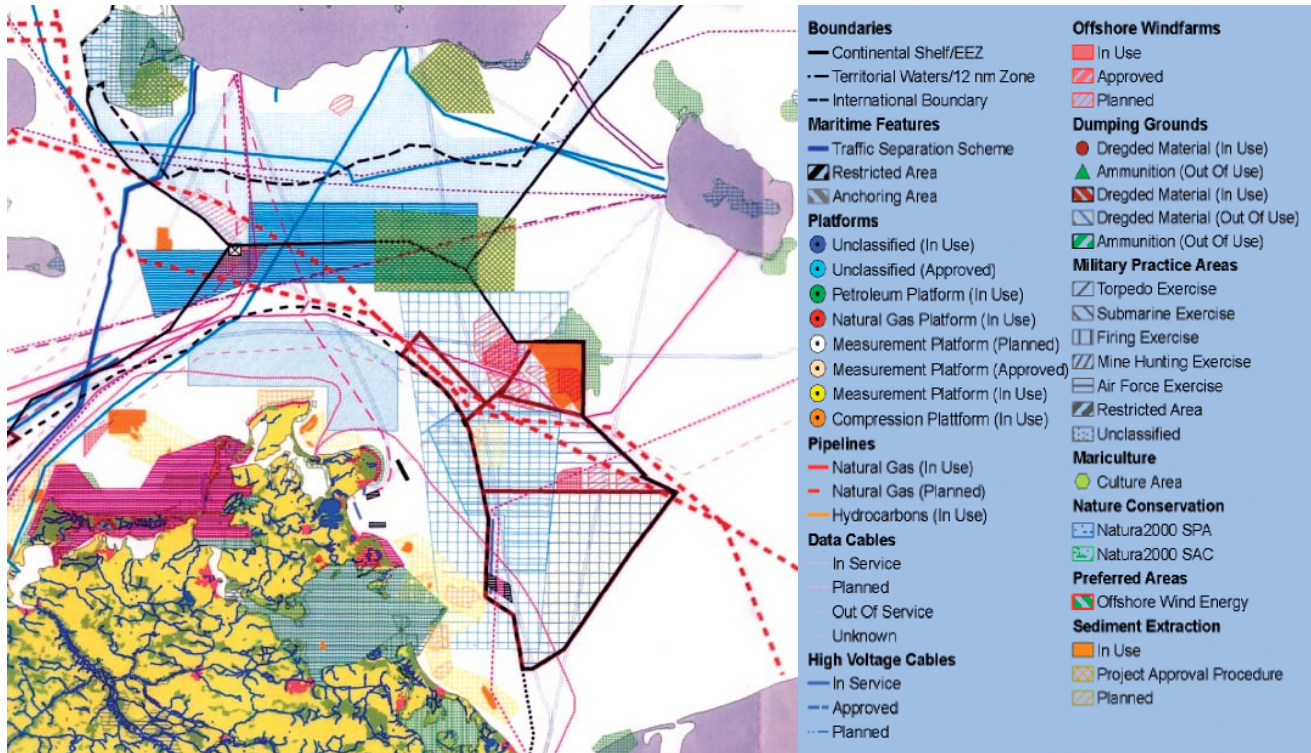 Boundaries
Continental Shelf/EEZ
Territorial Waters/12 nm Zone
International Boundary
Maritime Features
Traffic Separation Scheme
Restricted Area
Anchoring Area
Platforms
Unclassified (In Use)
Unclassified (Approved)
Petroleum Platform (In Use)
Natural Gas Platform (In Use)
Measurement Platform (Planned)
Measurement Platform (Approved)
Measurement Platform (In Use)
Compression Plattform (In Use)
Pipelines
Natural Gas (In Use)
Natural Gas (Planned)
Hydrocarbons (In Use)
Data Cables
In Service
Planned
Out Of Service
Unknown
High Voltage Cables
In Service
Approved
Planned
Offshore Windfarms
In Use
Approved
Planned
Dumping Grounds
Dregded Material (In Use)
Ammunition (Out Of Use)
Dregded Material (In Use)
Dregded Material (Out Of Use)
Ammunition (Out Of Use)
Military Practice Areas
Torpedo Exercise
Submarine Exercise
Firing Exercise
Mine Hunting Exercise
Air Force Exercise
Restricted Area
Unclassified
Mariculture
Culture Area
Nature Conservation
Natura2000 SPA
Natura2000 SAC
Preferred Areas
Offshore Wind Energy
Sediment Extraction
In Use
Project Approval Procedure
Planned